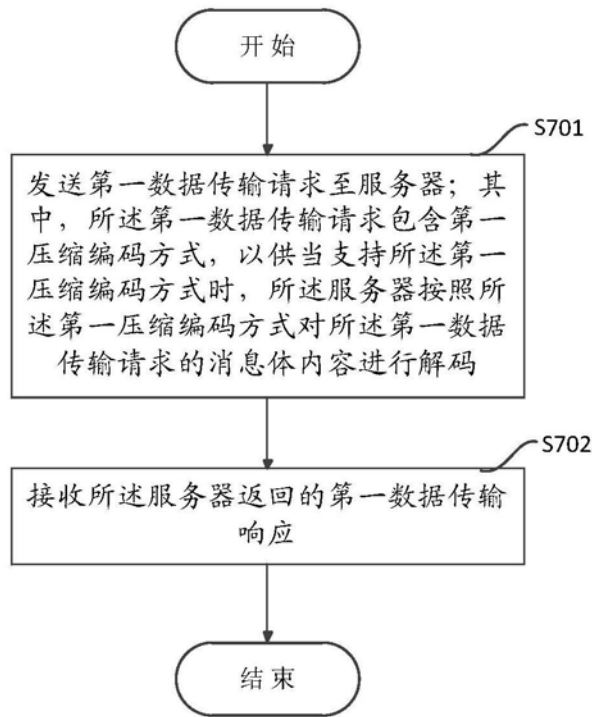 开始
S701
发送第一数据传输请求至服务器；其
中，所述第一数据传输请求包含第一
压缩编码方式，以供当支持所述第一
压缩编码方式时，所述服务器按照所
述第一压缩编码方式对所述第一数据
传输请求的消息体内容进行解码
S702
接收所述服务器返回的第一数据传输
响应
结束